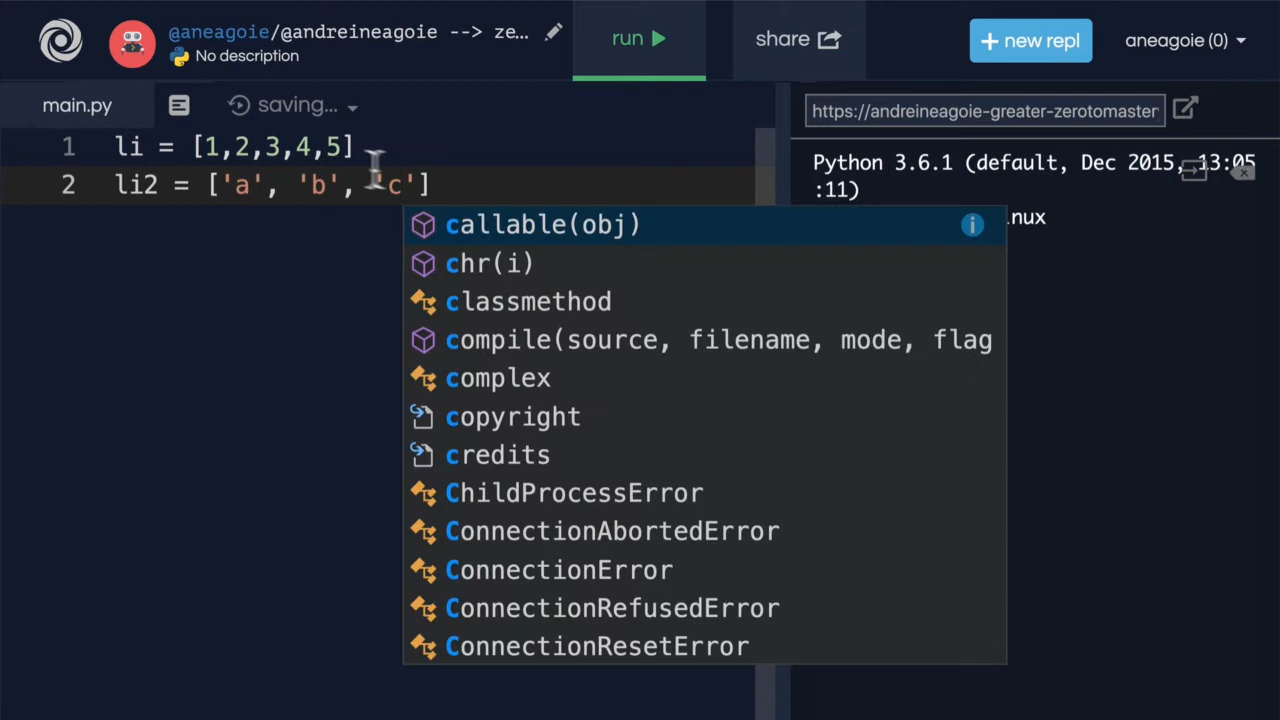 @aneagoie/@andreineagoie --> ze...
No description
run
share
+ new repl
aneagoie (0)
main.py
saving...
https://andreineagoie-greater-zerotomaster
1 li = [1,2,3,4,5]
2 li2 = ['a', 'b', 'c']
callable(obj)
chr(i)
classmethod
compile(source, filename, mode, flag
complex
copyright
credits
ChildProcessError
ConnectionAbortedError
ConnectionError
ConnectionRefusedError
ConnectionResetError
Python 3.6.1 (default, Dec 2015, 13:05
:11)
nux